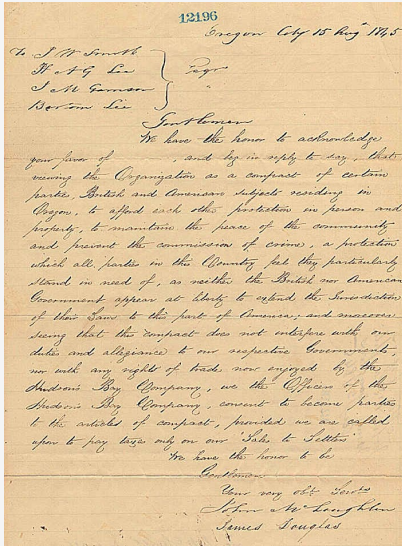 12196
Oregon City 15 Aug 1845
To J W Smith
H A G Lee
J M Garrison
Barton Lee
Esqrs
Gentlemen
We have the honor to acknowledge
your favor of , and beg in reply to say, that
viewing the Organization as a compact of certain
parties, British and American subjects residing in
Oregon, to afford each other protection in person and
property, to maintain the peace of the community
and prevent the commission of crime, a protection
which all parties in this Country feel they particularly
stand in need of, as neither the British nor American
Government appear at liberty to extend the Jurisdiction
of their Laws to this part of America; and moreover
seeing that this compact does not interfere with our
duties and allegiance to our respective Governments,
nor with any rights of trade now enjoyed by the
Hudson's Bay Company, we the Officers of the
Hudson's Bay Company, consent to become parties
to the articles of compact, provided we are called
upon to pay taxes only on our Sales to Settlers
We have the honor to be
Gentlemen
Your very obt Servts
John McLoughlin
James Douglas